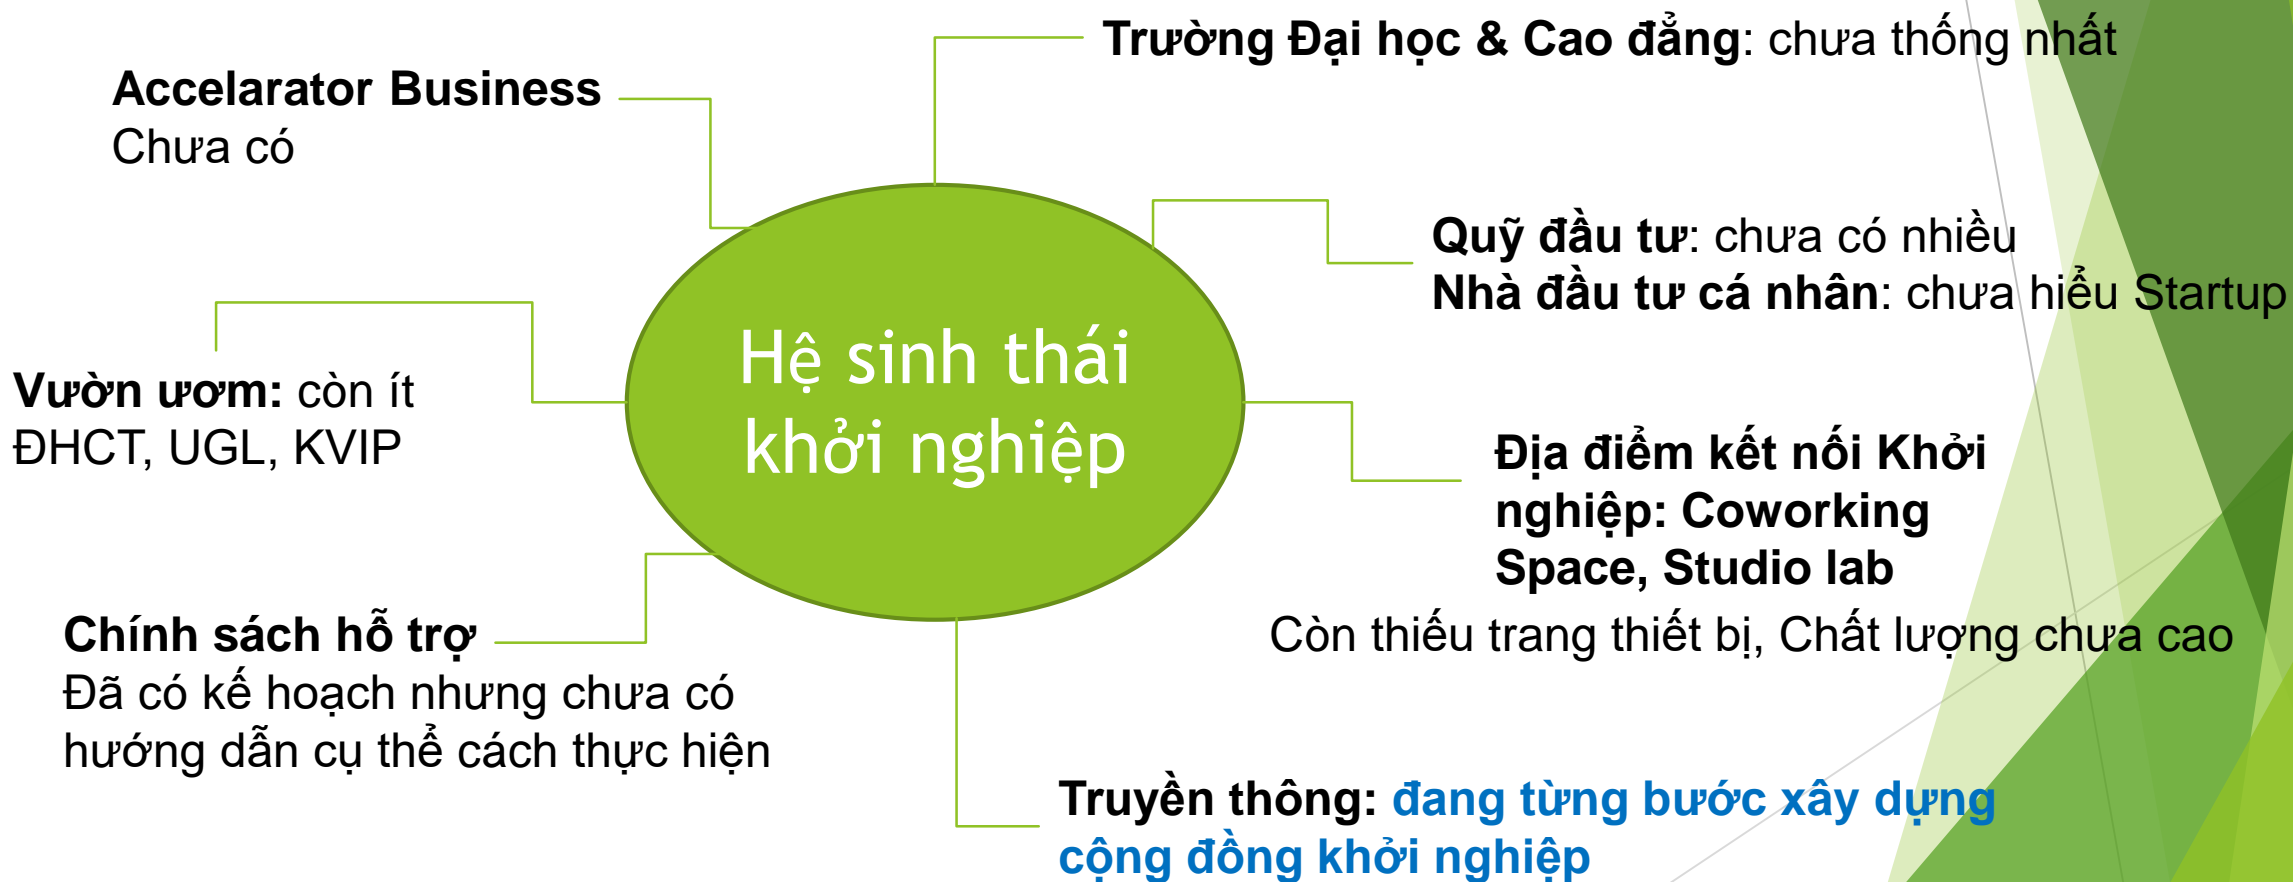 Trường Đại học & Cao đẳng: chưa thống nhất
Accelarator Business
Chưa có
Quỹ đầu tư: chưa có nhiều
Nhà đầu tư cá nhân: chưa hiểu Startup
Hệ sinh thái
khởi nghiệp
Vườn ươm: còn ít
ĐHCT, UGL, KVIP
Địa điểm kết nối Khởi
nghiệp: Coworking
Space, Studio lab
Còn thiếu trang thiết bị, Chất lượng chưa cao
Chính sách hỗ trợ
Đã có kế hoạch nhưng chưa có
hướng dẫn cụ thể cách thực hiện
Truyền thông: đang từng bước xây dựng
cộng đồng khởi nghiệp